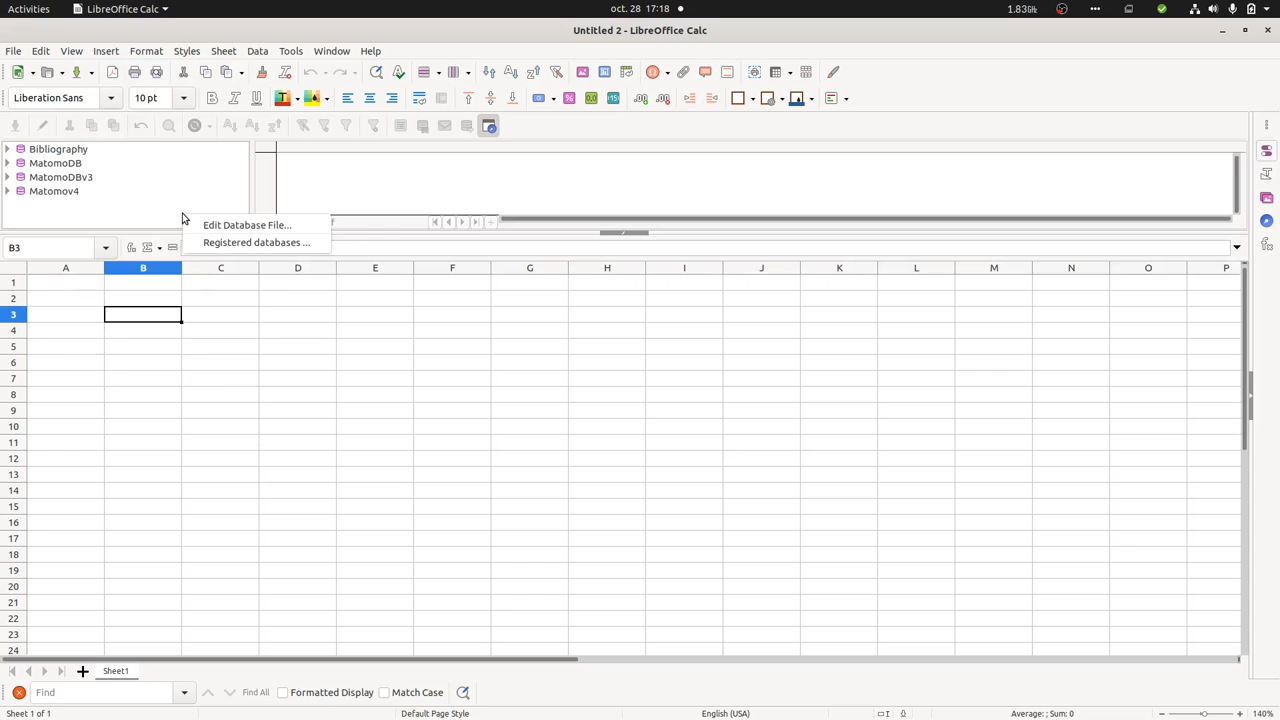 Activities LibreOffice Calc oct. 28 17:18 1.83%
Untitled 2 - LibreOffice Calc
File Edit View Insert Format Styles Sheet Data Tools Window Help
Liberation Sans 10 pt
Bibliography
MatomoDB
MatomoDBv3
Matomov4
Edit Database File...
Registered databases ...
B3
A B C D E F G H I J K L M N O P
1
2
3
4
5
6
7
8
9
10
11
12
13
14
15
16
17
18
19
20
21
22
23
24
Sheet1
Find Find All Formatted Display Match Case
Sheet 1 of 1 Default Page Style English (USA) Average: ; Sum: 0 140%